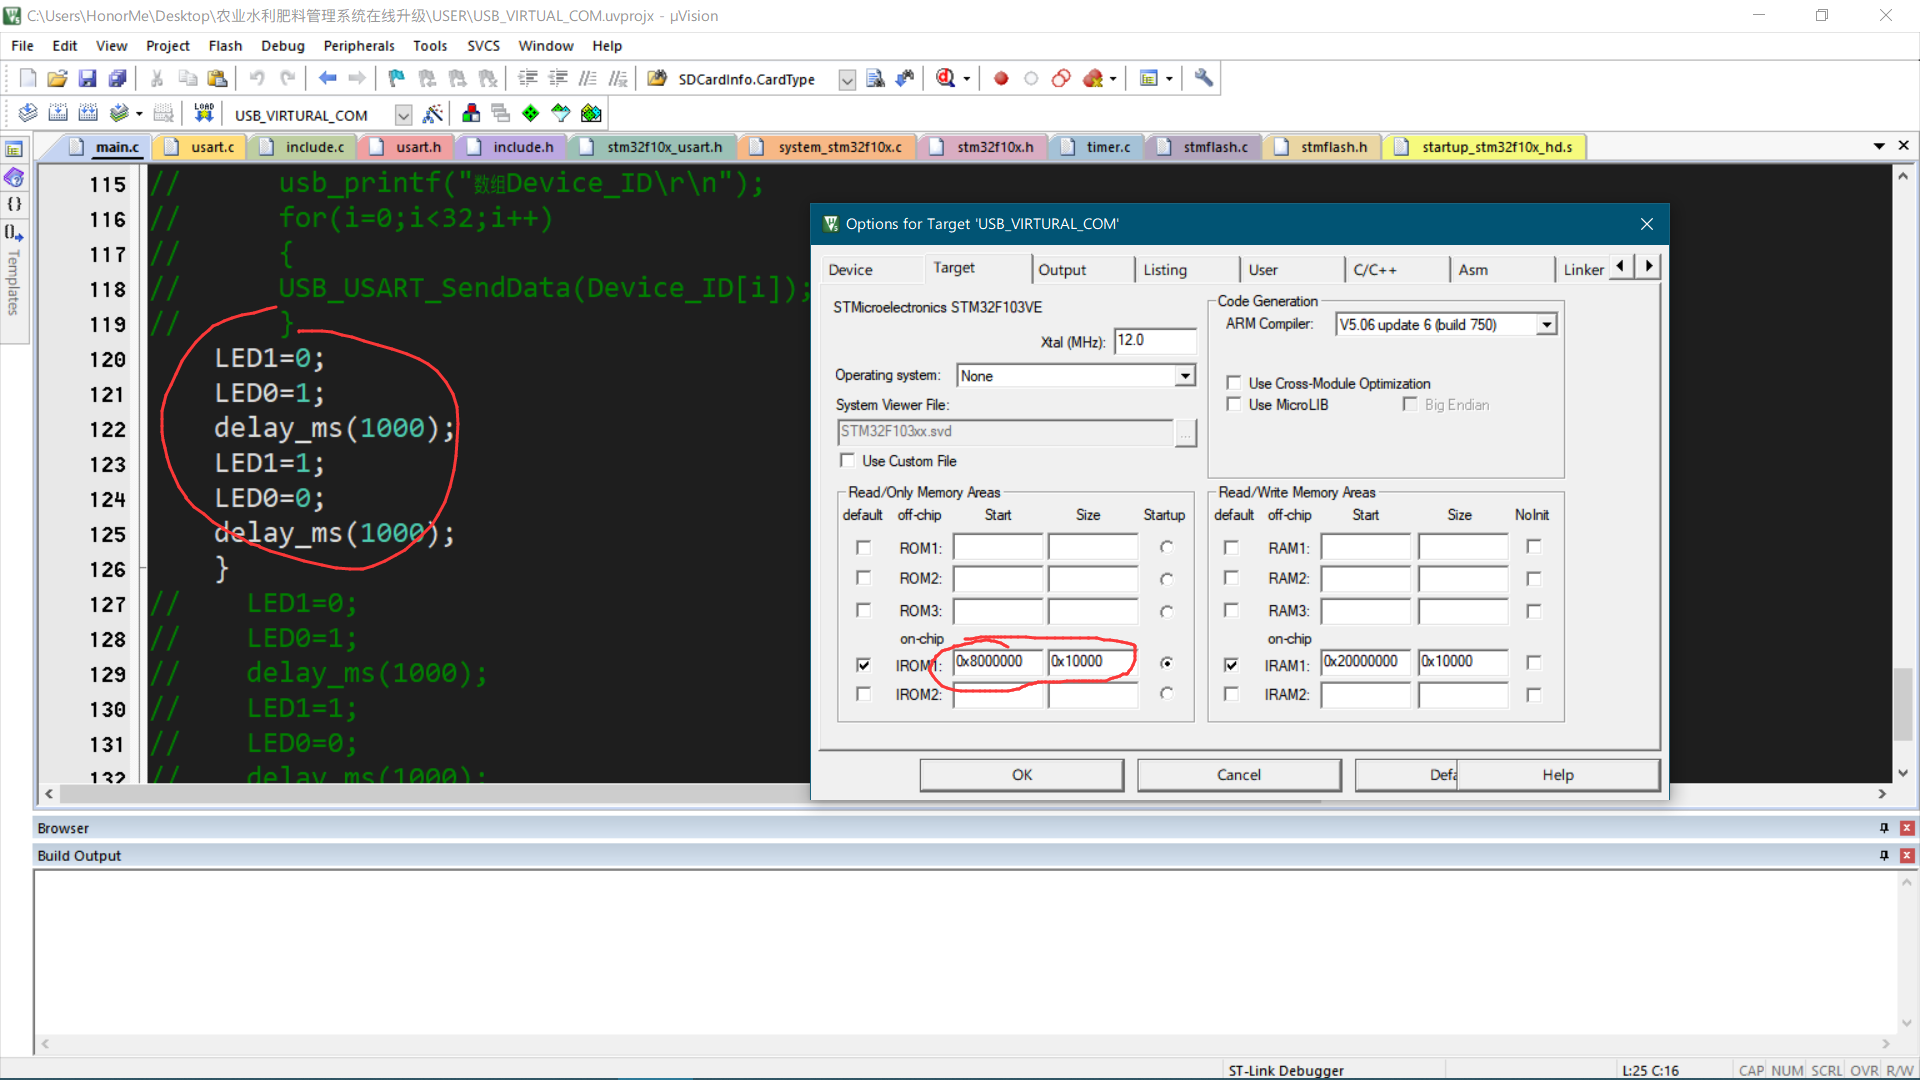 C:\Users\HonorMe\Desktop\农业水利肥料管理系统在线升级\USER\USB_VIRTUAL_COM.uvprojx - µVision
File Edit View Project Flash Debug Peripherals Tools SVCS Window Help
SDCardInfo.CardType
LOAD USB_VIRTURAL_COM
main.c usart.c include.c usart.h include.h stm32f10x_usart.h system_stm32f10x.c stm32f10x.h timer.c stmflash.c stmflash.h startup_stm32f10x_hd.s
Templates
115 // usb_printf("数组Device_ID\r\n");
116 // for(i=0;i<32;i++)
117 // {
118 // USB_USART_SendData(Device_ID[i]);
119 // }
120 LED1=0;
121 LED0=1;
122 delay_ms(1000);
123 LED1=1;
124 LED0=0;
125 delay_ms(1000);
126 }
127 // LED1=0;
128 // LED0=1;
129 // delay_ms(1000);
130 // LED1=1;
131 // LED0=0;
132 // delay_ms(1000);
Options for Target 'USB_VIRTURAL_COM'
Device Target Output Listing User C/C++ Asm Linker
STMicroelectronics STM32F103VE
Xtal (MHz): 12.0
Operating system: None
System Viewer File:
STM32F103xx.svd ...
Use Custom File
Code Generation
ARM Compiler: V5.06 update 6 (build 750)
Use Cross-Module Optimization
Use MicroLIB Big Endian
Read/Only Memory Areas
default off-chip Start Size Startup
ROM1:
ROM2:
ROM3:
on-chip
IROM1: 0x8000000 0x10000
IROM2:
Read/Write Memory Areas
default off-chip Start Size NoInit
RAM1:
RAM2:
RAM3:
on-chip
IRAM1: 0x20000000 0x10000
IRAM2:
OK Cancel Defa Help
Browser
Build Output
ST-Link Debugger L:25 C:16 CAP NUM SCRL OVR R/W